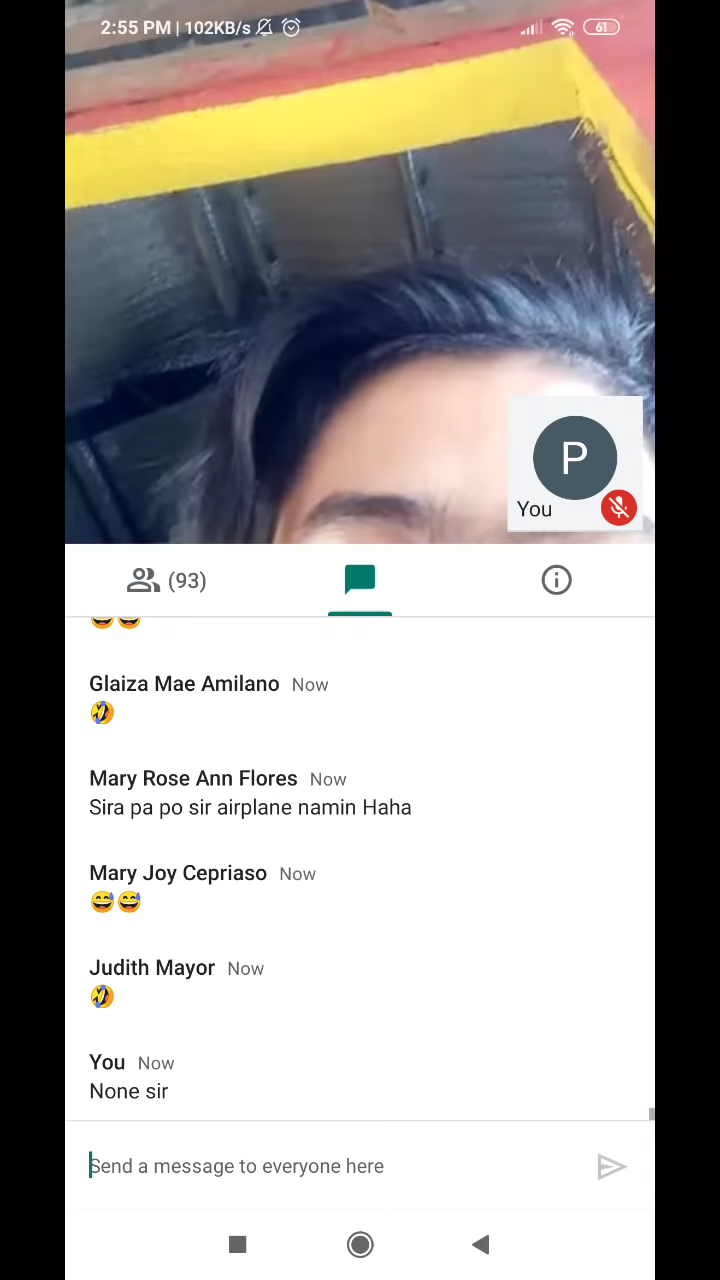 2:55 PM | 102KB/s
61
P
You
(93)
Glaiza Mae Amilano Now
🤣
Mary Rose Ann Flores Now
Sira pa po sir airplane namin Haha
Mary Joy Cepriaso Now
😅😅
Judith Mayor Now
🤣
You Now
None sir
Send a message to everyone here